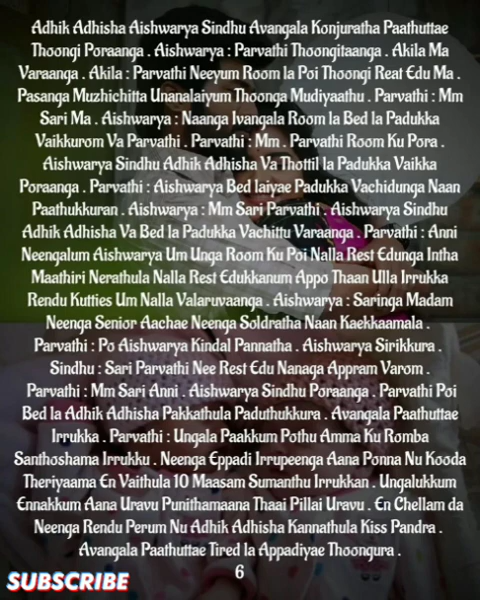 Adhik Adhisha Aishwarya Sindhu Avangala Konjuratha Paathuttae
Thoongi Poraanga . Aishwarya : Parvathi Thoongitaanga . Akila Ma
Varaanga . Akila : Parvathi Neeyum Room la Poi Thoongi Reat Edu Ma .
Pasanga Muzhichitta Unanalaiyum Thoonga Mudiyaathu . Parvathi : Mm
Sari Ma . Aishwarya : Naanga Ivangala Room la Bed la Padukka
Vaikkurom Va Parvathi . Parvathi : Mm . Parvathi Room Ku Pora .
Aishwarya Sindhu Adhik Adhisha Va Thottil la Padukka Vaikka
Poraanga . Parvathi : Aishwarya Bed laiyae Padukka Vachidunga Naan
Paathukkuran . Aishwarya : Mm Sari Parvathi . Aishwarya Sindhu
Adhik Adhisha Va Bed la Padukka Vachittu Varaanga . Parvathi : Anni
Neengalum Aishwarya Um Unga Room Ku Poi Nalla Rest Edunga Intha
Maathiri Nerathula Nalla Rest Edukkanum Appo Thaan Ulla Irrukka
Rendu Kutties Um Nalla Valaruvaanga . Aishwarya : Saringa Madam
Neenga Senior Aachae Neenga Soldratha Naan Kaekkaamala .
Parvathi : Po Aishwarya Kindal Pannatha . Aishwarya Sirikkura .
Sindhu : Sari Parvathi Nee Rest Edu Nanaga Appram Varom .
Parvathi : Mm Sari Anni . Aishwarya Sindhu Poraanga . Parvathi Poi
Bed la Adhik Adhisha Pakkathula Paduthukkura . Avangala Paathuttae
Irrukka . Parvathi : Ungala Paakkum Pothu Amma Ku Romba
Santhoshama Irrukku . Neenga Eppadi Irrupeenga Aana Ponna Nu Kooda
Theriyaama En Vaithula 10 Maasam Sumanthu Irrukkan . Ungalukkum
Ennakkum Aana Uravu Punithamaana Thaai Pillai Uravu . En Chellam da
Neenga Rendu Perum Nu Adhik Adhisha Kannathula Kiss Pandra .
Avangala Paathuttae Tired la Appadiyae Thoongura .
6
SUBSCRIBE